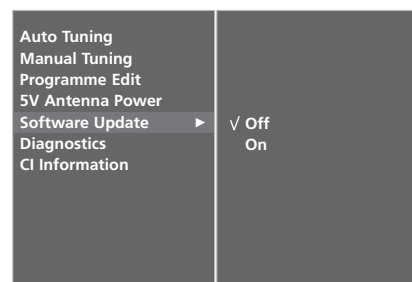 Auto Tuning
Manual Tuning
Programme Edit
5V Antenna Power
Software Update ►
Diagnostics
CI Information
√ Off
On